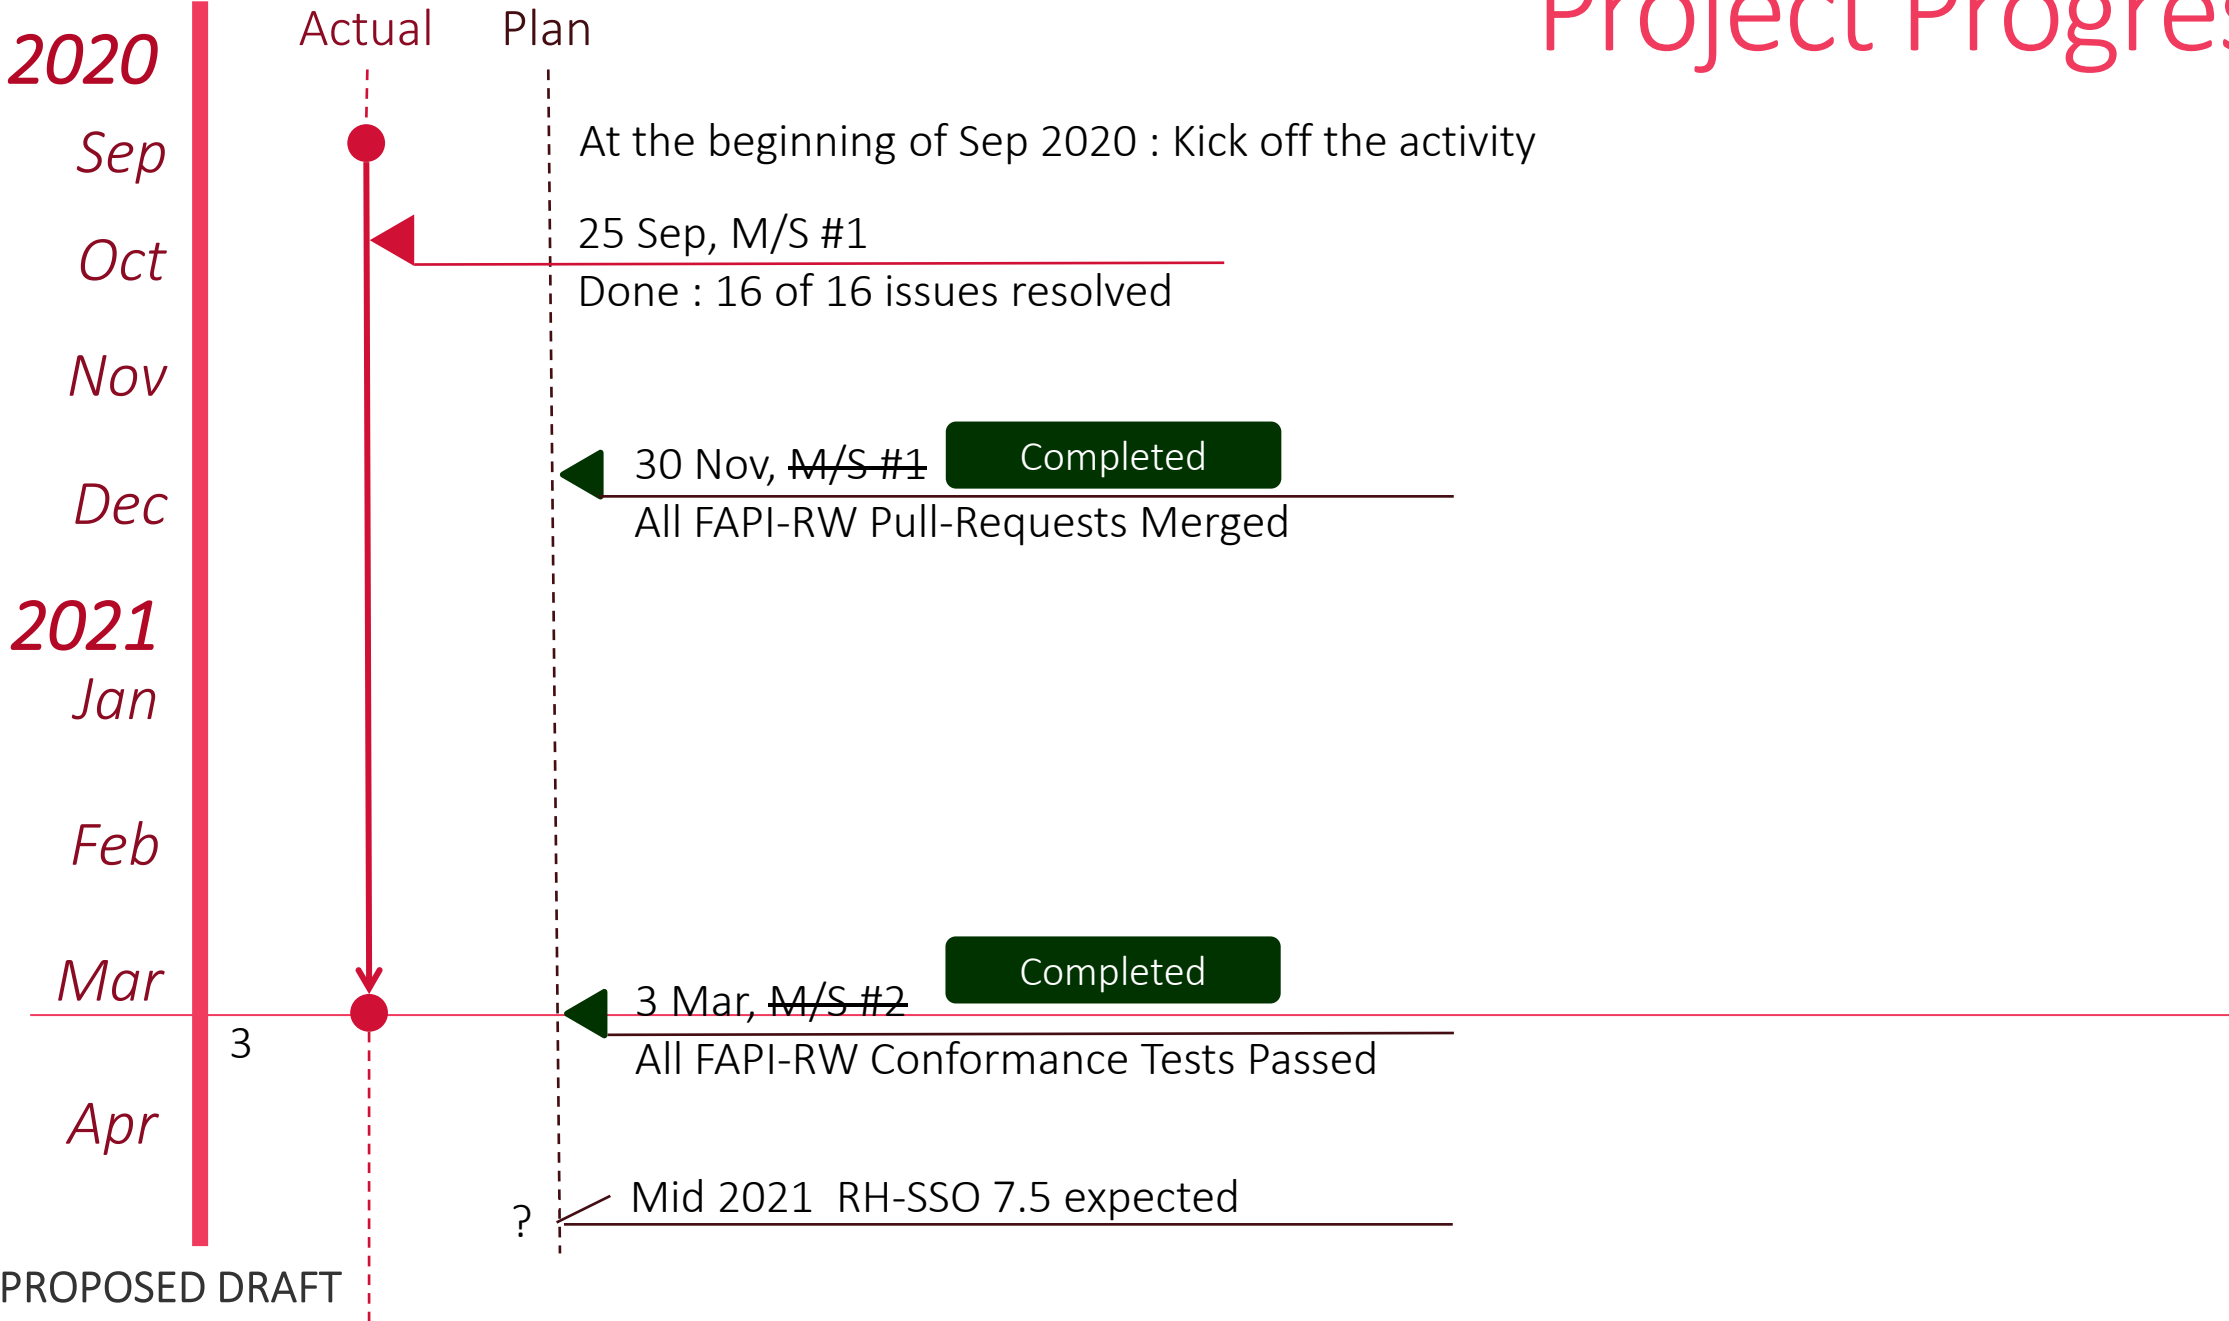 Project Progres
Actual Plan
2020
Sep
At the beginning of Sep 2020 : Kick off the activity
25 Sep, M/S #1
Oct
Done : 16 of 16 issues resolved
Nov
30 Nov, M/S #1 Completed
Dec
All FAPI-RW Pull-Requests Merged
2021
Jan
Feb
Mar
Completed
3 Mar, M/S #2
3
All FAPI-RW Conformance Tests Passed
Apr
Mid 2021 RH-SSO 7.5 expected
?
PROPOSED DRAFT